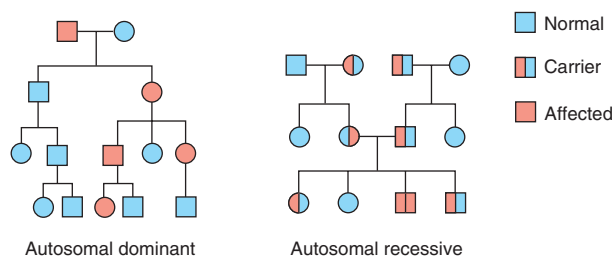 Normal
Carrier
Affected
Autosomal dominant
Autosomal recessive